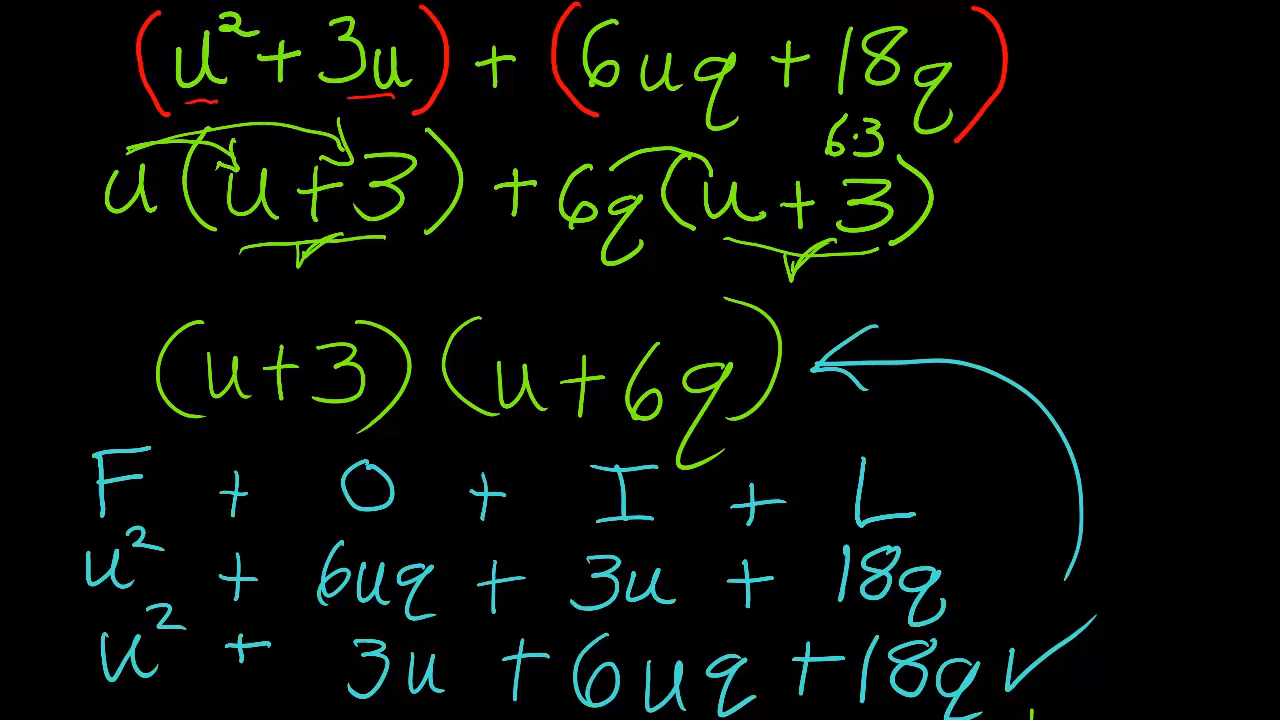 (u² + 3u) + (6uq + 18q)
6·3
u(u+3) + 6q(u+3)
(u+3)(u+6q)
F + O + I + L
u² + 6uq + 3u + 18q
u² + 3u + 6uq + 18q ✓